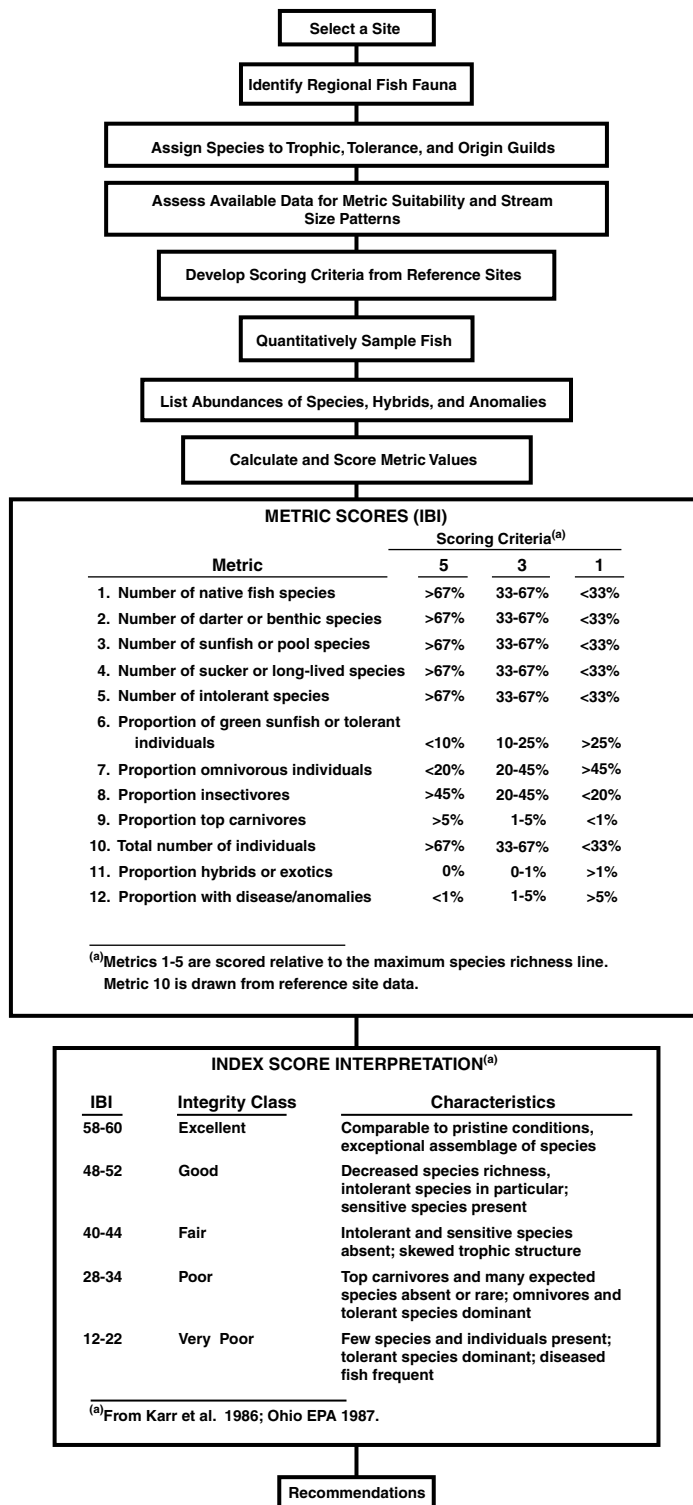 Select a Site
Identify Regional Fish Fauna
Assign Species to Trophic, Tolerance, and Origin Guilds
Assess Available Data for Metric Suitability and Stream
Size Patterns
Develop Scoring Criteria from Reference Sites
Quantitatively Sample Fish
List Abundances of Species, Hybrids, and Anomalies
Calculate and Score Metric Values
METRIC SCORES (IBI)
Scoring Criteria(a)
Metric 5 3 1
1. Number of native fish species >67% 33-67% <33%
2. Number of darter or benthic species >67% 33-67% <33%
3. Number of sunfish or pool species >67% 33-67% <33%
4. Number of sucker or long-lived species >67% 33-67% <33%
5. Number of intolerant species >67% 33-67% <33%
6. Proportion of green sunfish or tolerant
individuals <10% 10-25% >25%
7. Proportion omnivorous individuals <20% 20-45% >45%
8. Proportion insectivores >45% 20-45% <20%
9. Proportion top carnivores >5% 1-5% <1%
10. Total number of individuals >67% 33-67% <33%
11. Proportion hybrids or exotics 0% 0-1% >1%
12. Proportion with disease/anomalies <1% 1-5% >5%
(a)Metrics 1-5 are scored relative to the maximum species richness line.
Metric 10 is drawn from reference site data.
INDEX SCORE INTERPRETATION(a)
IBI Integrity Class Characteristics
58-60 Excellent Comparable to pristine conditions,
exceptional assemblage of species
48-52 Good Decreased species richness,
intolerant species in particular;
sensitive species present
40-44 Fair Intolerant and sensitive species
absent; skewed trophic structure
28-34 Poor Top carnivores and many expected
species absent or rare; omnivores and
tolerant species dominant
12-22 Very Poor Few species and individuals present;
tolerant species dominant; diseased
fish frequent
(a)From Karr et al. 1986; Ohio EPA 1987.
Recommendations